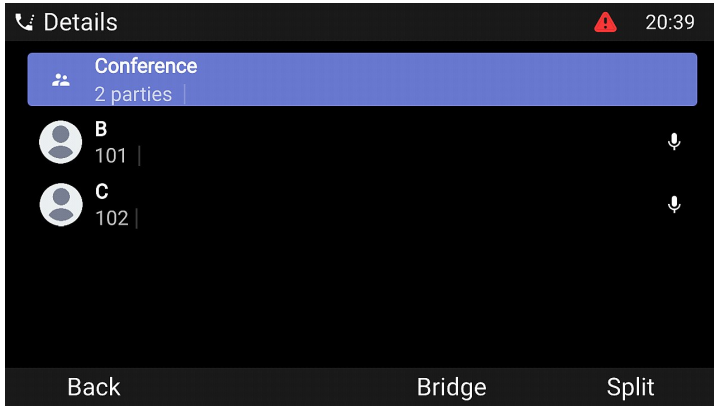 Details
20:39
Conference
2 parties
B
101
C
102
Back
Bridge
Split